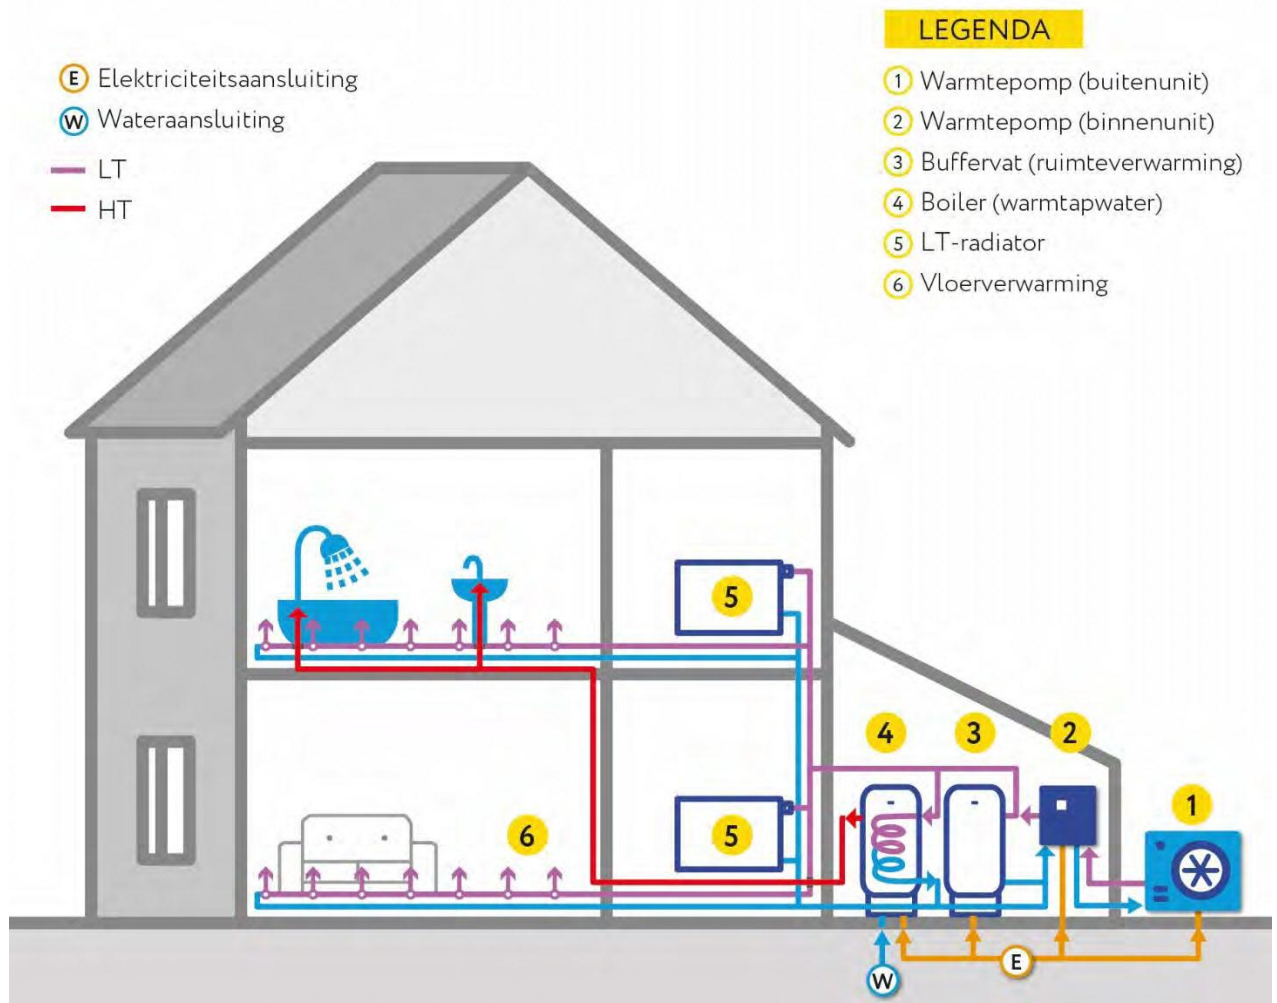 LEGENDA
E Elektriciteitsaansluiting
W Wateraansluiting
LT
HT
1 Warmtepomp (buitenunit)
2 Warmtepomp (binnenunit)
3 Buffervat (ruimteverwarming)
4 Boiler (warmtapwater)
5 LT-radiator
6 Vloerverwarming
5
4
3
2
1
5
6
E
W